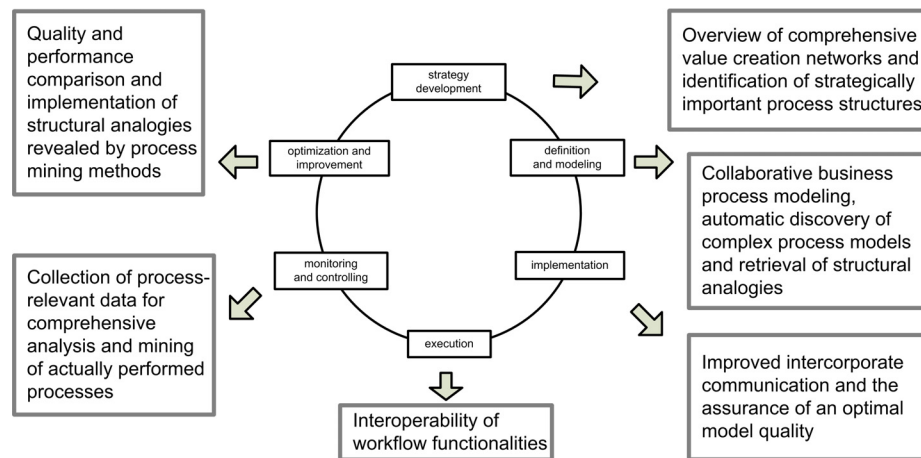 Quality and
performance
comparison and
implementation of
structural analogies
revealed by process
mining methods
strategy
development
Overview of comprehensive
value creation networks and
identification of strategically
important process structures
optimization and
improvement
definition
and modeling
Collaborative business
process modeling,
automatic discovery of
complex process models
and retrieval of structural
analogies
monitoring
and controlling
implementation
Collection of process-
relevant data for
comprehensive
analysis and mining
of actually performed
processes
execution
Improved intercorporate
communication and the
assurance of an optimal
model quality
Interoperability of
workflow functionalities